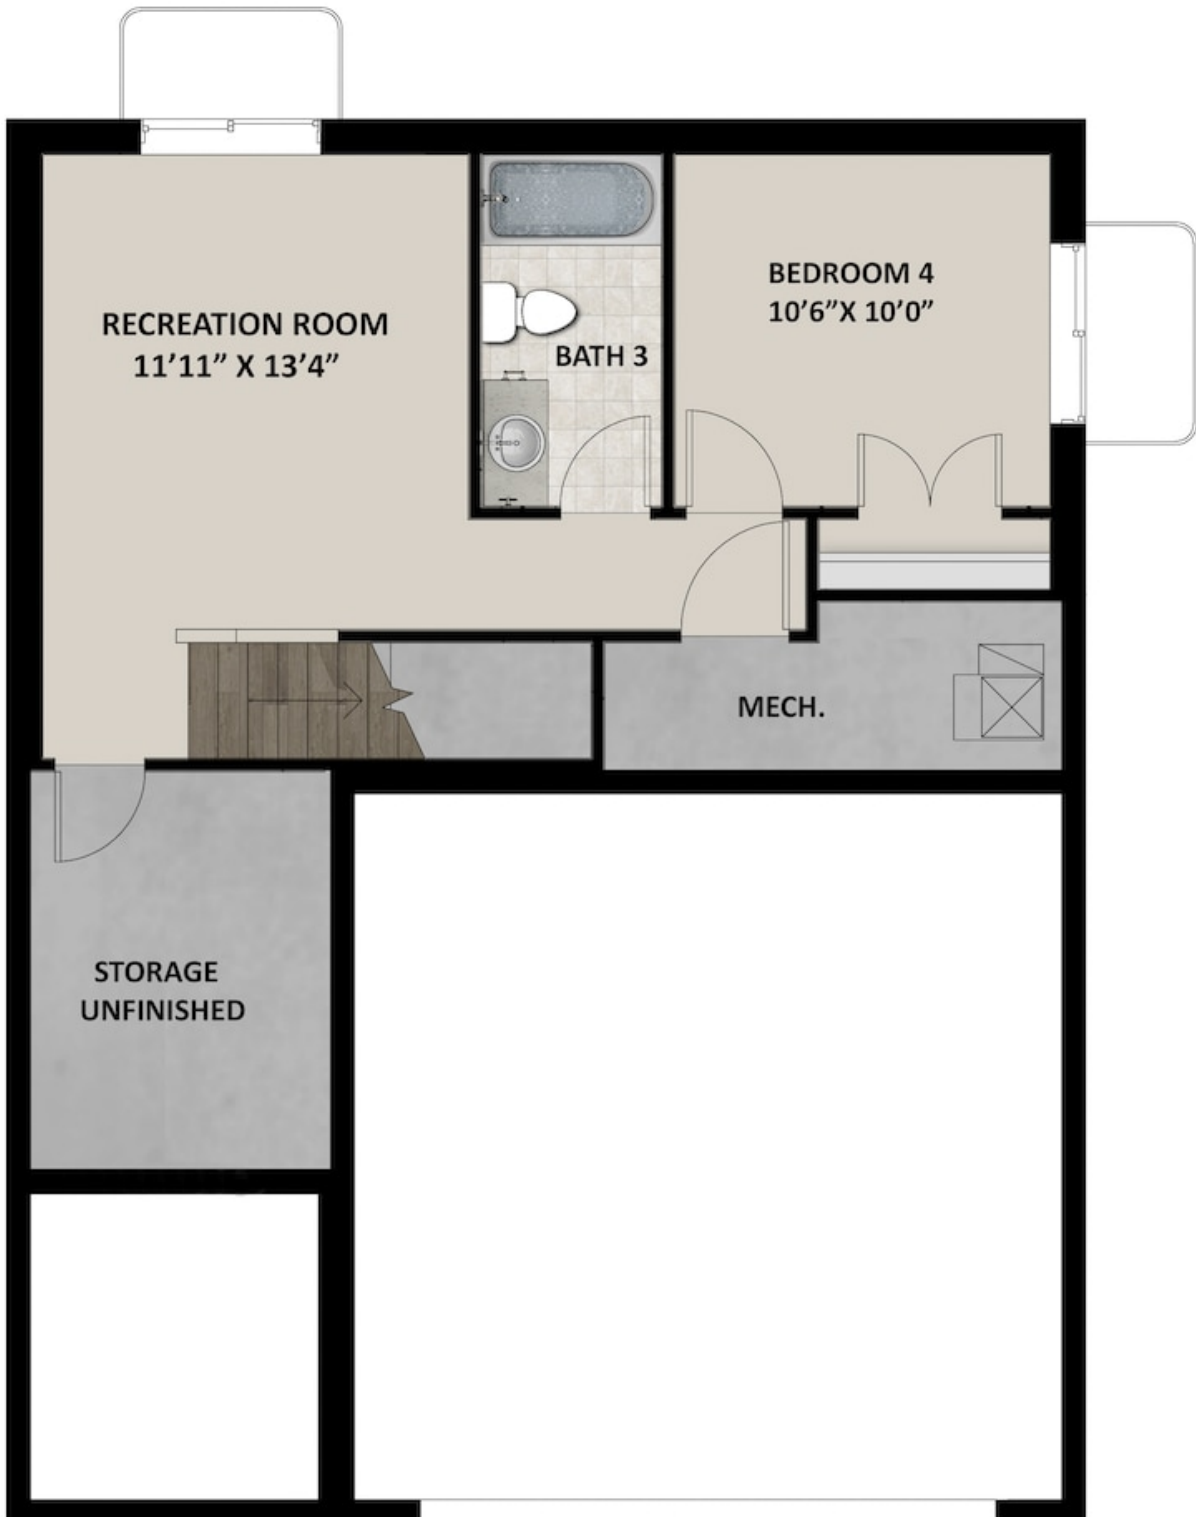 RECREATION ROOM
11’11” X 13’4”
BATH 3
BEDROOM 4
10’6”X 10’0”
MECH.
STORAGE
UNFINISHED